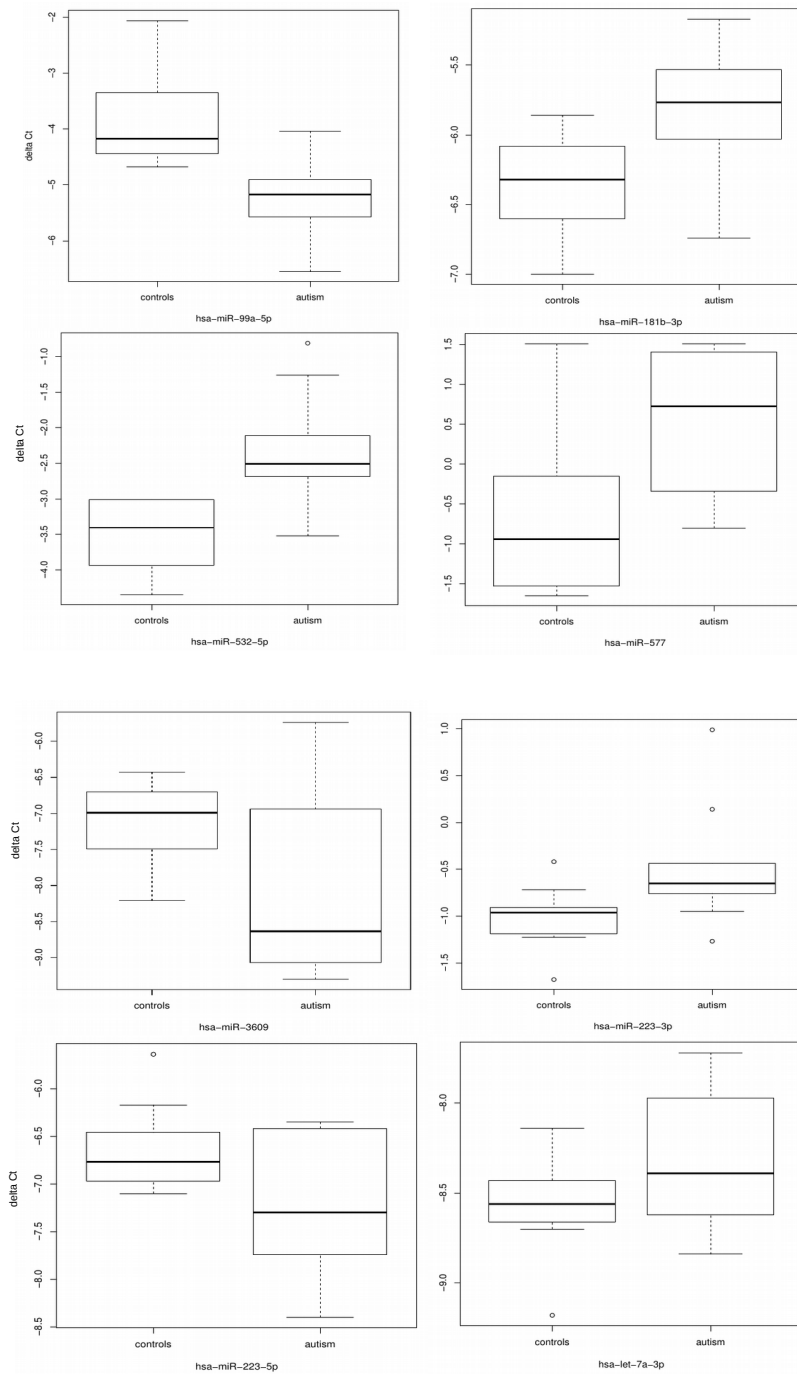 -2
-3
-4
-5
-6
delta Ct
controls
autism
hsa-miR-99a-5p
-5.5
-6.0
-6.5
-7.0
controls
autism
hsa-miR-181b-3p
-1.0
-1.5
-2.0
-2.5
-3.0
-3.5
-4.0
delta Ct
controls
autism
hsa-miR-532-5p
1.5
1.0
0.5
0.0
-0.5
-1.0
-1.5
controls
autism
hsa-miR-577
-6.0
-6.5
-7.0
-7.5
-8.0
-8.5
-9.0
delta Ct
controls
autism
hsa-miR-3609
1.0
0.5
0.0
-0.5
-1.0
-1.5
controls
autism
hsa-miR-223-3p
-6.0
-6.5
-7.0
-7.5
-8.0
-8.5
delta Ct
controls
autism
hsa-miR-223-5p
-8.0
-8.5
-9.0
controls
autism
hsa-let-7a-3p